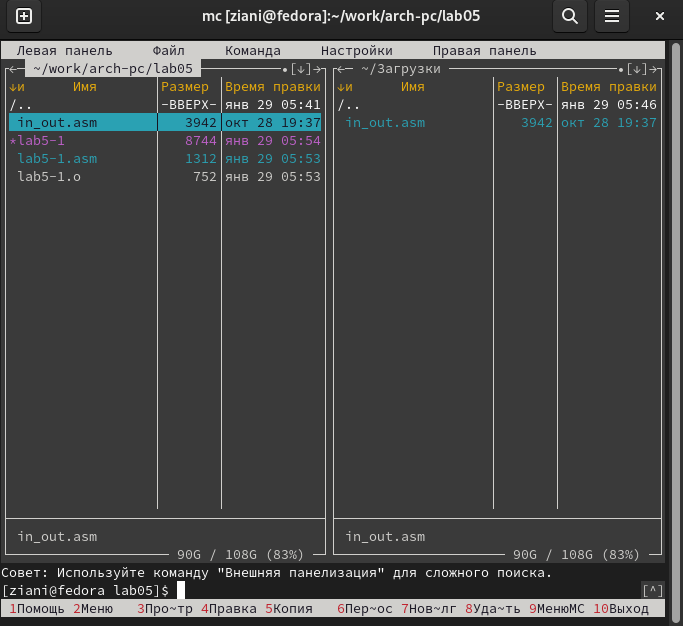 mc [ziani@fedora]:~/work/arch-pc/lab05
Левая панель Файл Команда Настройки Правая панель
~/work/arch-pc/lab05 [↓] ~/Загрузки [↓]
↓и Имя Размер Время правки ↓и Имя Размер Время правки
/.. -ВВЕРХ- янв 29 05:41 /.. -ВВЕРХ- янв 29 05:46
in_out.asm 3942 окт 28 19:37 in_out.asm 3942 окт 28 19:37
*lab5-1 8744 янв 29 05:54
lab5-1.asm 1312 янв 29 05:53
lab5-1.o 752 янв 29 05:53
in_out.asm in_out.asm
90G / 108G (83%) 90G / 108G (83%)
Совет: Используйте команду "Внешняя панелизация" для сложного поиска.
[ziani@fedora lab05]$ [^]
1Помощь 2Меню 3Про~тр 4Правка 5Копия 6Пер~ос 7Нов~лг 8Уда~ть 9МенюMC 10Выход